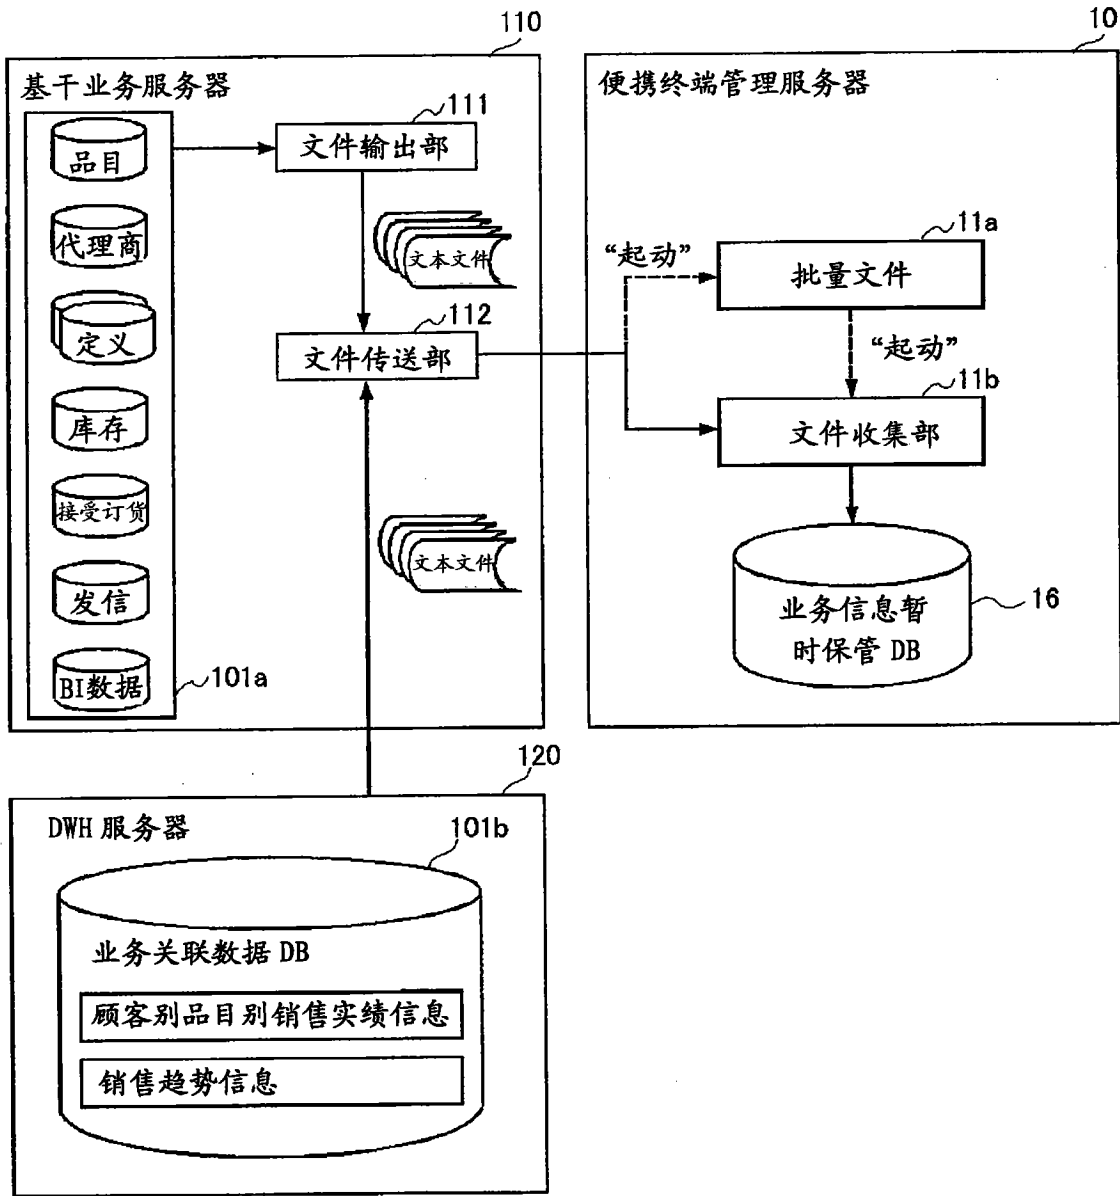 110
基干业务服务器
品目
代理商
定义
库存
接受订货
发信
BI数据
101a
111
文件输出部
文本文件
112
文件传送部
文本文件
10
便携终端管理服务器
“起动”
11a
批量文件
“起动”
11b
文件收集部
业务信息暂
时保管 DB
16
120
DWH 服务器
101b
业务关联数据 DB
顾客别品目别销售实绩信息
销售趋势信息